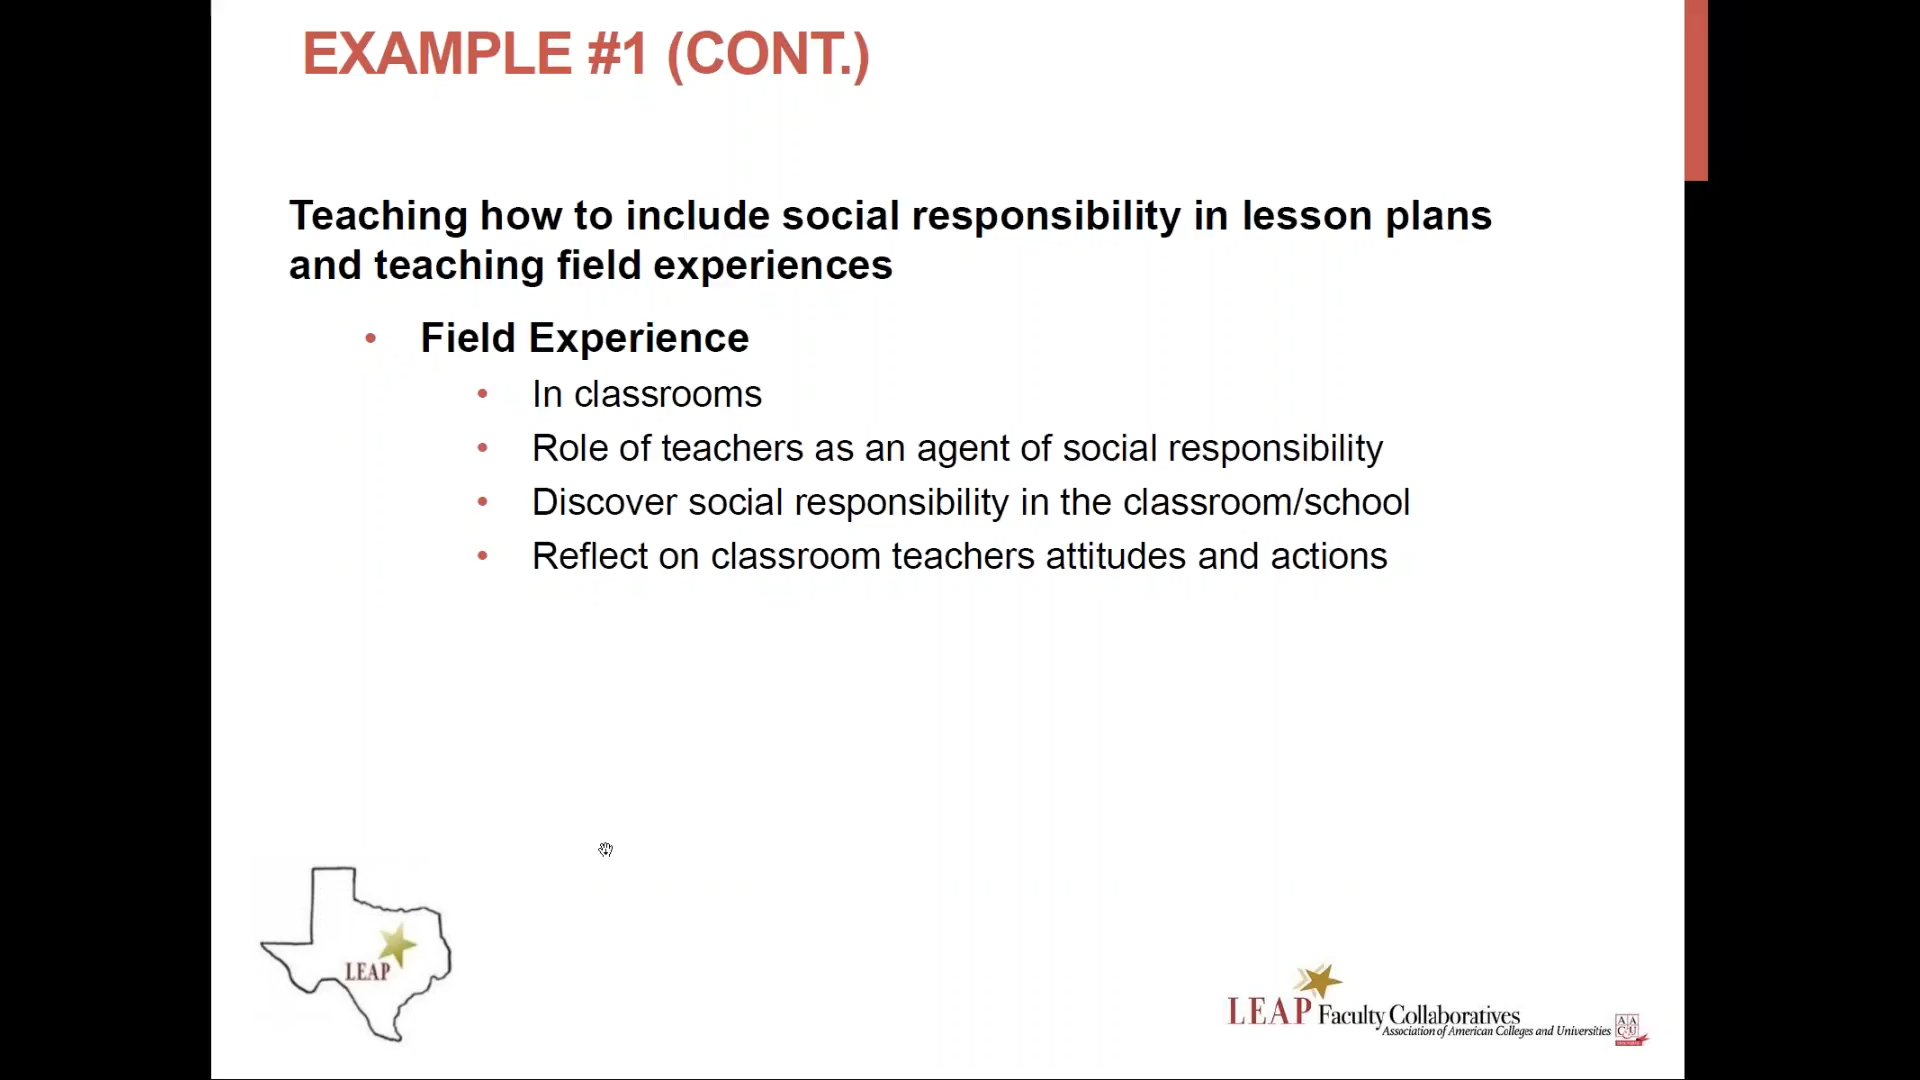 EXAMPLE #1 (CONT.)
Teaching how to include social responsibility in lesson plans
and teaching field experiences
• Field Experience
• In classrooms
• Role of teachers as an agent of social responsibility
• Discover social responsibility in the classroom/school
• Reflect on classroom teachers attitudes and actions
LEAP
LEAP Faculty Collaboratives
Association of American Colleges and Universities